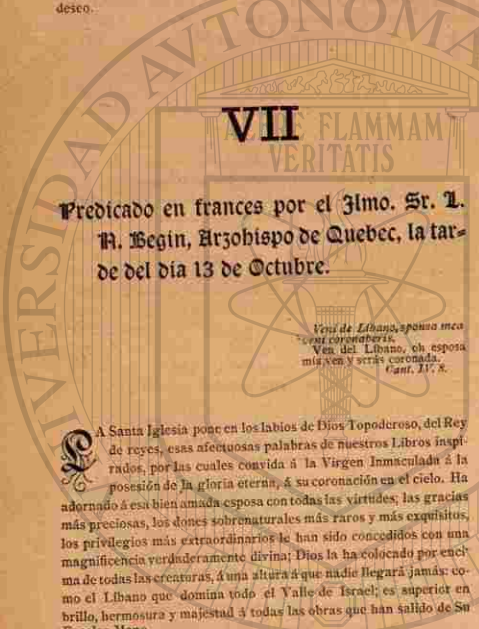 deseo.
VII
Predicado en frances por el Ilmo. Sr. L.
N. Begin, Arzobispo de Quebec, la tar=
de del día 13 de Octubre.
Veni de Líbano, sponsa mea
veni coronaberis.
Ven del Líbano, oh esposa
mía, ven y serás coronada.
Cant. IV. 8.
LA Santa Iglesia pone en los labios de Dios Topoderoso, del Rey
de reyes, esas afectuosas palabras de nuestros Libros inspi-
rados, por las cuales convida á la Virgen Inmaculada á la
posesión de la gloria eterna, á su coronación en el cielo. Ha
adornado á esa bien amada esposa con todas las virtudes; las gracias
más preciosas, los dones sobrenaturales más raros y más exquisitos,
los privilegios más extraordinarios le han sido concedidos con una
magnificencia verdaderamente divina; Dios la ha colocado por enci-
ma de todas las creaturas, á una altura á que nadie llegará jamás: co-
mo el Líbano que domina todo el Valle de Israel; es superior en
brillo, hermosura y majestad á todas las obras que han salido de Su
FLAMMAM
VERITATIS